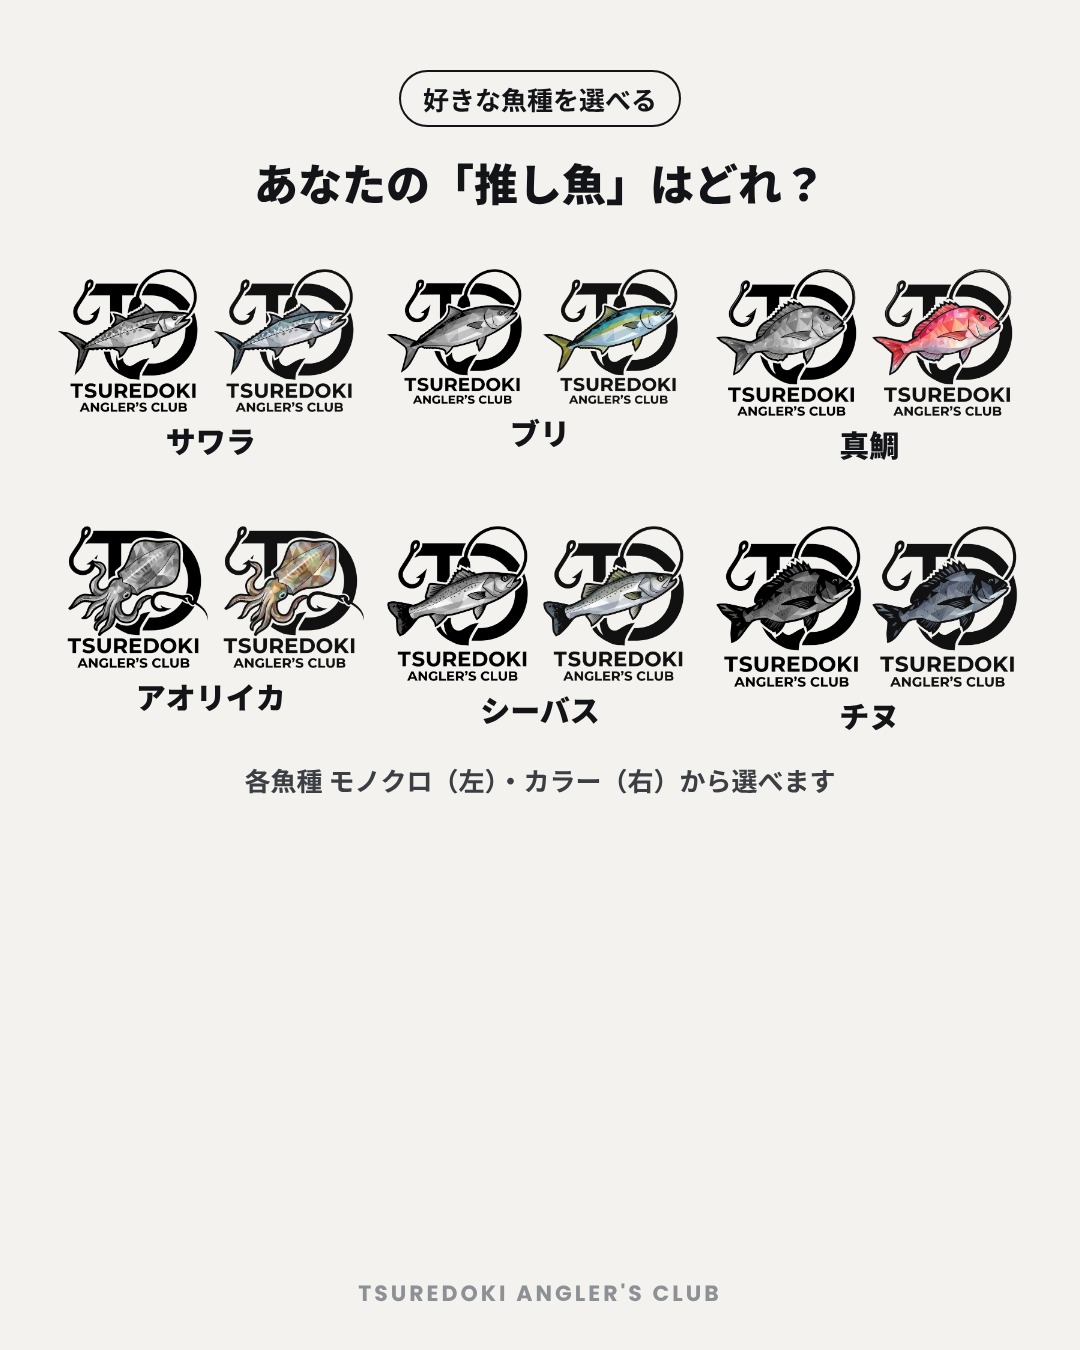 好きな魚種を選べる
あなたの「推し魚」はどれ？
TSUREDOKI
ANGLER'S CLUB
TSUREDOKI
ANGLER'S CLUB
サワラ
TSUREDOKI
ANGLER'S CLUB
TSUREDOKI
ANGLER'S CLUB
ブリ
TSUREDOKI
ANGLER'S CLUB
TSUREDOKI
ANGLER'S CLUB
真鯛
TSUREDOKI
ANGLER'S CLUB
TSUREDOKI
ANGLER'S CLUB
アオリイカ
TSUREDOKI
ANGLER'S CLUB
TSUREDOKI
ANGLER'S CLUB
シーバス
TSUREDOKI
ANGLER'S CLUB
TSUREDOKI
ANGLER'S CLUB
チヌ
各魚種 モノクロ（左）・カラー（右）から選べます
TSUREDOKI ANGLER'S CLUB